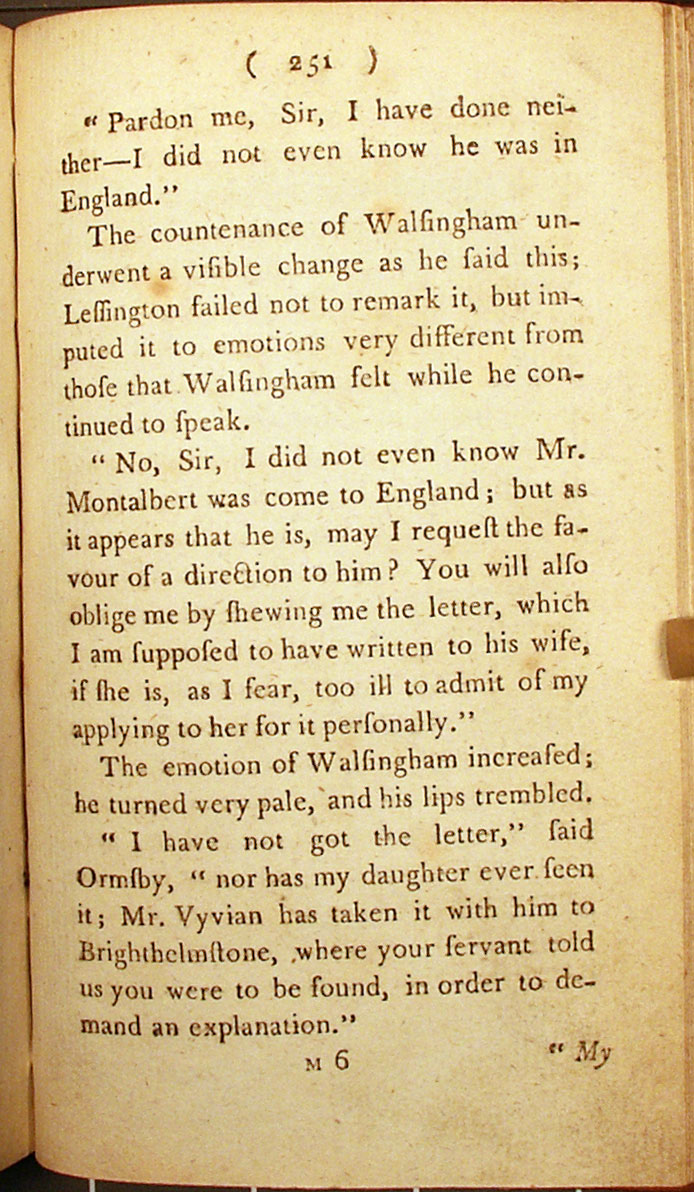 ( 251 )
“ Pardon me, Sir, I have done nei-
ther—I did not even know he was in
England.”
The countenance of Walſingham un-
derwent a viſible change as he ſaid this;
Leſſington failed not to remark it, but im-
puted it to emotions very different from
thoſe that Walſingham felt while he con-
tinued to ſpeak.
“ No, Sir, I did not even know Mr.
Montalbert was come to England; but as
it appears that he is, may I requeſt the fa-
vour of a direction to him? You will alſo
oblige me by ſhewing me the letter, which
I am ſuppoſed to have written to his wife,
if ſhe is, as I fear, too ill to admit of my
applying to her for it perſonally.”
The emotion of Walſingham increaſed;
he turned very pale, and his lips trembled.
“ I have not got the letter,” ſaid
Ormſby, “ nor has my daughter ever ſeen
it; Mr. Vyvian has taken it with him to
Brighthelmſtone, where your ſervant told
us you were to be found, in order to de-
mand an explanation.”
M 6
“ My